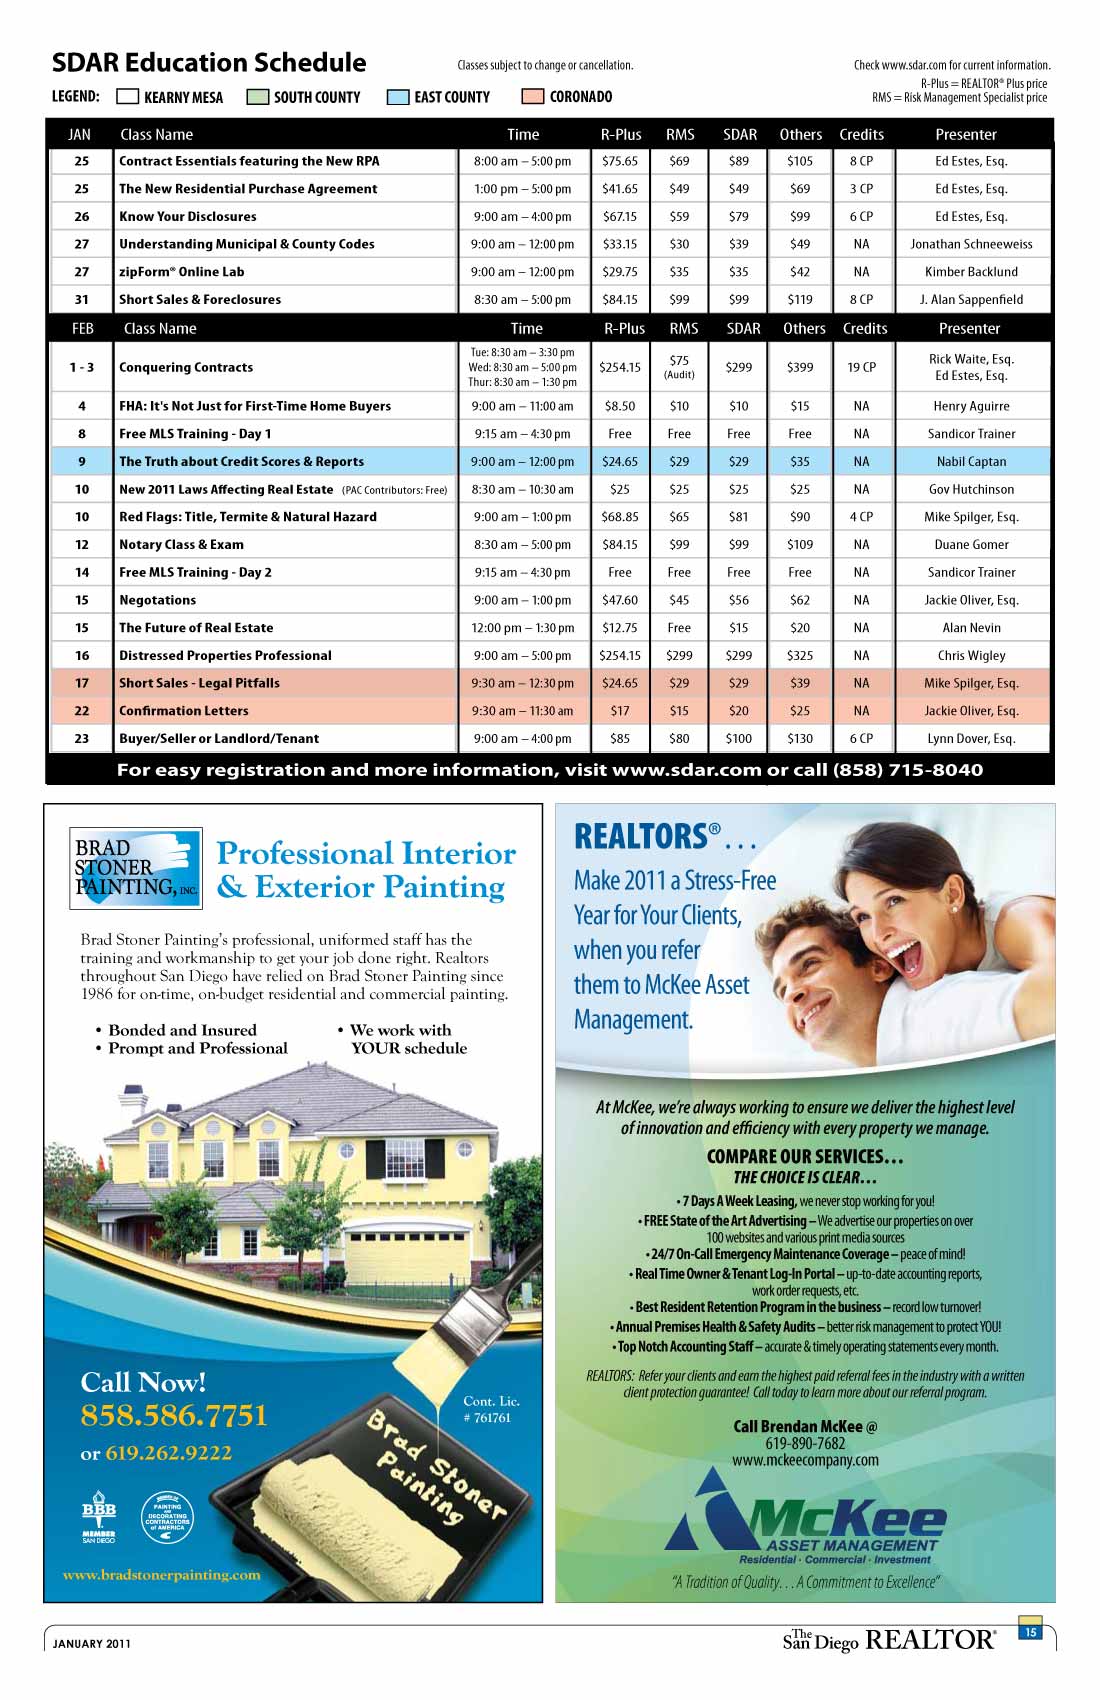 SDAR Education Schedule
Classes subject to change or cancellation.
Check www.sdar.com for current information.
R-Plus = REALTOR® Plus price
RMS = Risk Management Specialist price
LEGEND: KEARNY MESA SOUTH COUNTY EAST COUNTY CORONADO
JAN Class Name Time R-Plus RMS SDAR Others Credits Presenter
25 Contract Essentials featuring the New RPA 8:00 am – 5:00 pm $75.65 $69 $89 $105 8 CP Ed Estes, Esq.
25 The New Residential Purchase Agreement 1:00 pm – 5:00 pm $41.65 $49 $49 $69 3 CP Ed Estes, Esq.
26 Know Your Disclosures 9:00 am – 4:00 pm $67.15 $59 $79 $99 6 CP Ed Estes, Esq.
27 Understanding Municipal & County Codes 9:00 am – 12:00 pm $33.15 $30 $39 $49 NA Jonathan Schneeweiss
27 zipForm® Online Lab 9:00 am – 12:00 pm $29.75 $35 $35 $42 NA Kimber Backlund
31 Short Sales & Foreclosures 8:30 am – 5:00 pm $84.15 $99 $99 $119 8 CP J. Alan Sappenfield
FEB Class Name Time R-Plus RMS SDAR Others Credits Presenter
1 - 3 Conquering Contracts Tue: 8:30 am – 3:30 pm Wed: 8:30 am – 5:00 pm Thur: 8:30 am – 1:30 pm $254.15 $75 (Audit) $299 $399 19 CP Rick Waite, Esq. Ed Estes, Esq.
4 FHA: It's Not Just for First-Time Home Buyers 9:00 am – 11:00 am $8.50 $10 $10 $15 NA Henry Aguirre
8 Free MLS Training - Day 1 9:15 am – 4:30 pm Free Free Free Free NA Sandicor Trainer
9 The Truth about Credit Scores & Reports 9:00 am – 12:00 pm $24.65 $29 $29 $35 NA Nabil Captan
10 New 2011 Laws Affecting Real Estate (PAC Contributors: Free) 8:30 am – 10:30 am $25 $25 $25 $25 NA Gov Hutchinson
10 Red Flags: Title, Termite & Natural Hazard 9:00 am – 1:00 pm $68.85 $65 $81 $90 4 CP Mike Spilger, Esq.
12 Notary Class & Exam 8:30 am – 5:00 pm $84.15 $99 $99 $109 NA Duane Gomer
14 Free MLS Training - Day 2 9:15 am – 4:30 pm Free Free Free Free NA Sandicor Trainer
15 Negotations 9:00 am – 1:00 pm $47.60 $45 $56 $62 NA Jackie Oliver, Esq.
15 The Future of Real Estate 12:00 pm – 1:30 pm $12.75 Free $15 $20 NA Alan Nevin
16 Distressed Properties Professional 9:00 am – 5:00 pm $254.15 $299 $299 $325 NA Chris Wigley
17 Short Sales - Legal Pitfalls 9:30 am – 12:30 pm $24.65 $29 $29 $39 NA Mike Spilger, Esq.
22 Confirmation Letters 9:30 am – 11:30 am $17 $15 $20 $25 NA Jackie Oliver, Esq.
23 Buyer/Seller or Landlord/Tenant 9:00 am – 4:00 pm $85 $80 $100 $130 6 CP Lynn Dover, Esq.
For easy registration and more information, visit www.sdar.com or call (858) 715-8040
BRAD
STONER
PAINTING, INC.
Professional Interior
& Exterior Painting
Brad Stoner Painting's professional, uniformed staff has the
training and workmanship to get your job done right. Realtors
throughout San Diego have relied on Brad Stoner Painting since
1986 for on-time, on-budget residential and commercial painting.
• Bonded and Insured
• Prompt and Professional
• We work with
YOUR schedule
Call Now!
858.586.7751
or 619.262.9222
Cont. Lic.
# 761761
Brad Stoner
Painting
BBB
MEMBER
SAN DIEGO
MEMBER OF
PAINTING
AND
DECORATING
CONTRACTORS
of AMERICA
www.bradstonerpainting.com
REALTORS® . . .
Make 2011 a Stress-Free
Year for Your Clients,
when you refer
them to McKee Asset
Management.
At McKee, we're always working to ensure we deliver the highest level
of innovation and efficiency with every property we manage.
COMPARE OUR SERVICES…
THE CHOICE IS CLEAR…
• 7 Days A Week Leasing, we never stop working for you!
• FREE State of the Art Advertising – We advertise our properties on over
100 websites and various print media sources
• 24/7 On-Call Emergency Maintenance Coverage – peace of mind!
• Real Time Owner & Tenant Log-In Portal – up-to-date accounting reports,
work order requests, etc.
• Best Resident Retention Program in the business – record low turnover!
• Annual Premises Health & Safety Audits – better risk management to protect YOU!
• Top Notch Accounting Staff – accurate & timely operating statements every month.
REALTORS: Refer your clients and earn the highest paid referral fees in the industry with a written
client protection guarantee! Call today to learn more about our referral program.
Call Brendan McKee @
619-890-7682
www.mckeecompany.com
McKee
ASSET MANAGEMENT
Residential · Commercial · Investment
“A Tradition of Quality. . . A Commitment to Excellence”
JANUARY 2011
The San Diego REALTOR®
15